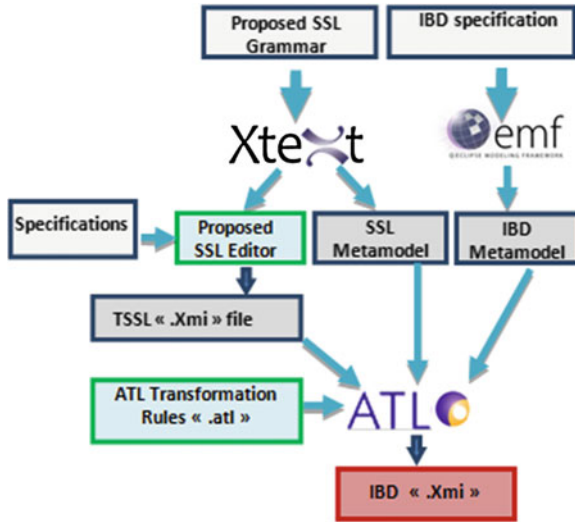 Proposed SSL
Grammar
IBD specification
Xtext
emf
ECLIPSE MODELING FRAMEWORK
Specifications
Proposed
SSL Editor
SSL
Metamodel
IBD
Metamodel
TSSL « .Xmi » file
ATL Transformation
Rules « .atl »
ATL
IBD « .Xmi »